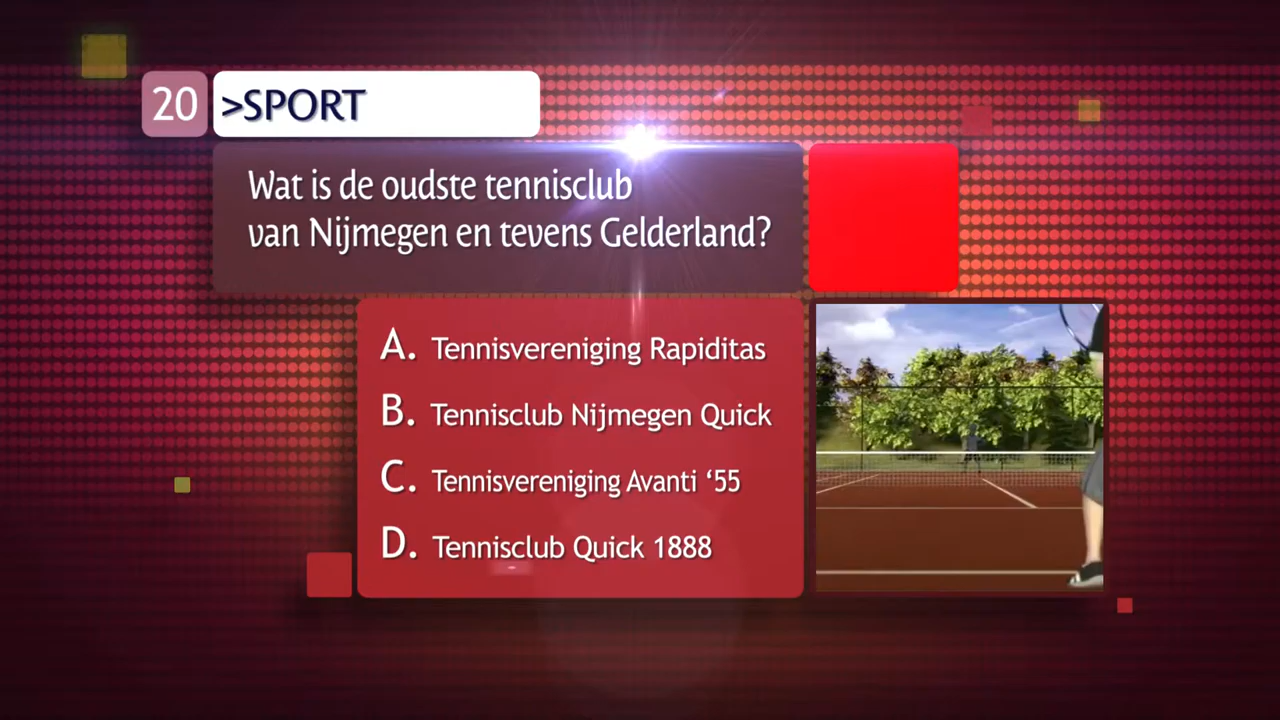 20 >SPORT
Wat is de oudste tennisclub
van Nijmegen en tevens Gelderland?
A. Tennisvereniging Rapiditas
B. Tennisclub Nijmegen Quick
C. Tennisvereniging Avanti ‘55
D. Tennisclub Quick 1888